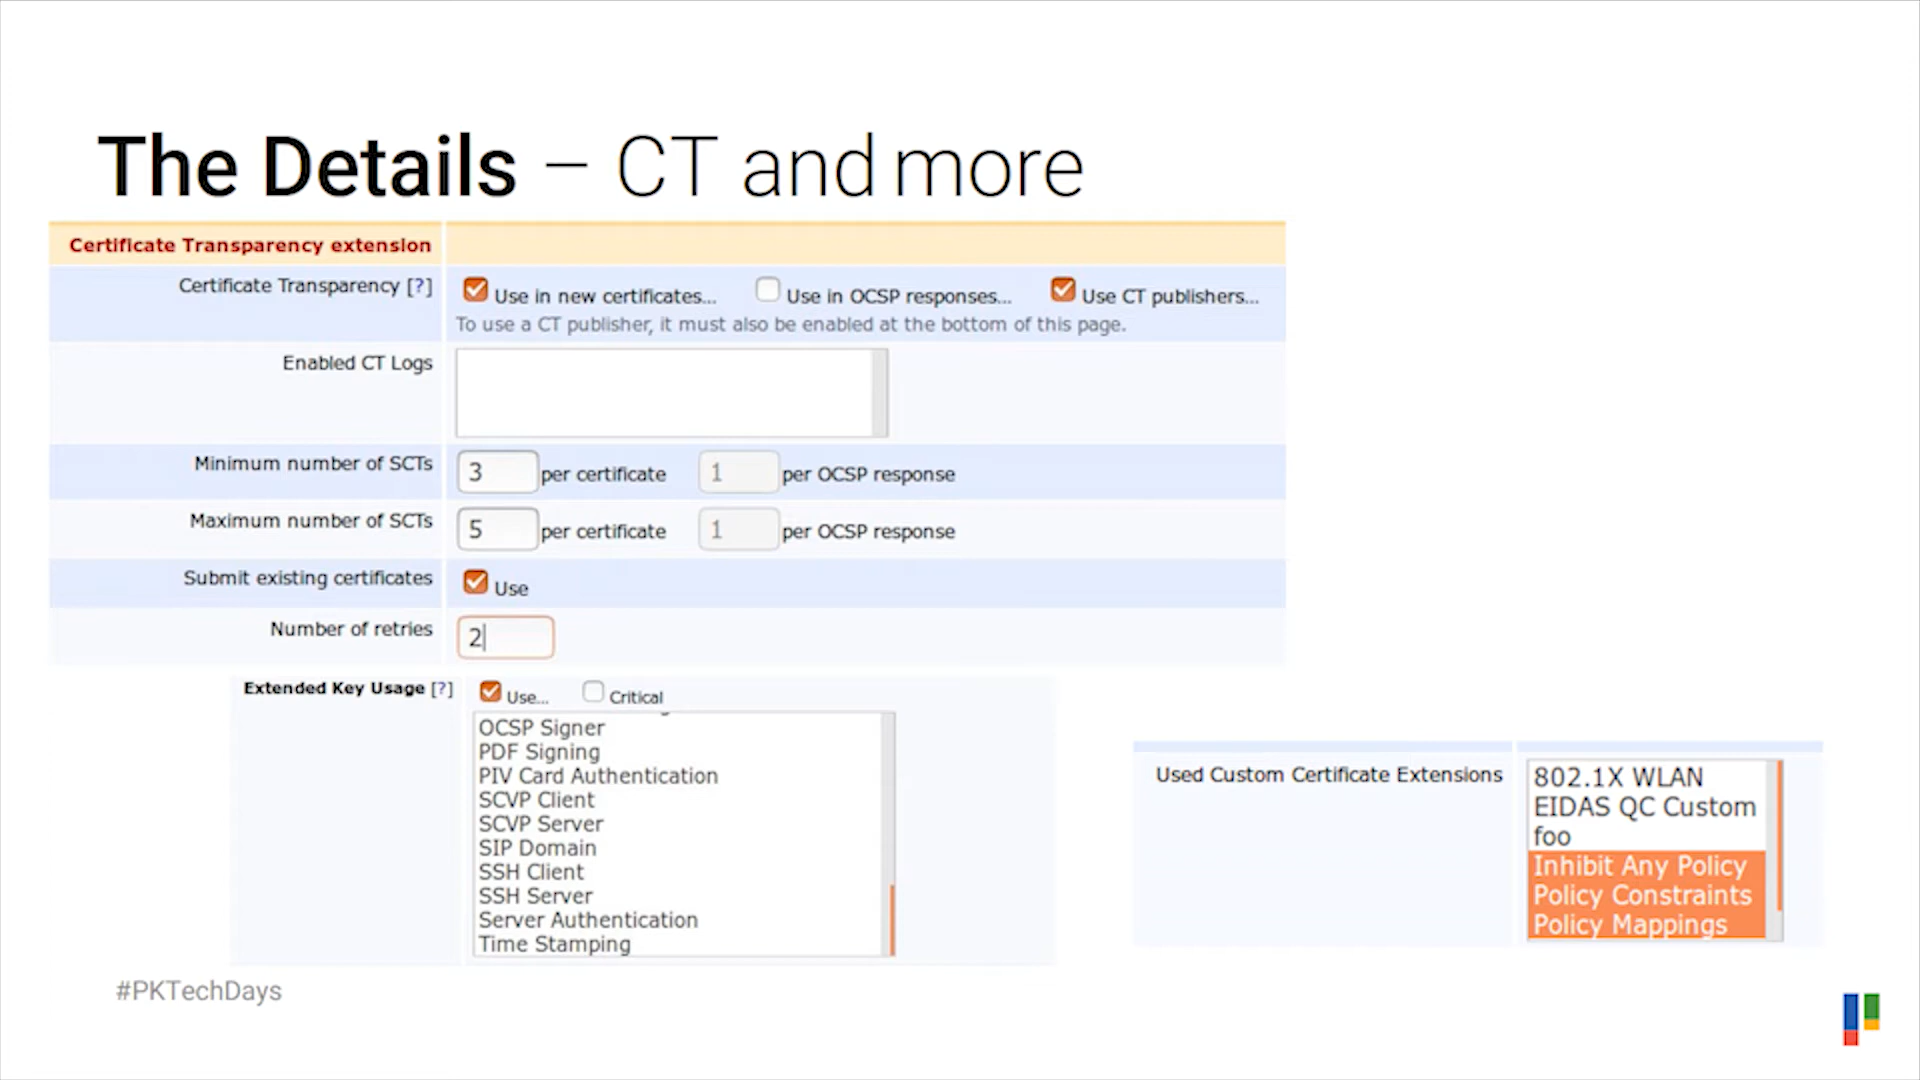 The Details – CT and more
Certificate Transparency extension
Certificate Transparency [?]
Use in new certificates...
Use in OCSP responses...
Use CT publishers...
To use a CT publisher, it must also be enabled at the bottom of this page.
Enabled CT Logs
Minimum number of SCTs
3 per certificate
1 per OCSP response
Maximum number of SCTs
5 per certificate
1 per OCSP response
Submit existing certificates
Use
Number of retries
2
Extended Key Usage [?]
Use...
Critical
OCSP Signer
PDF Signing
PIV Card Authentication
SCVP Client
SCVP Server
SIP Domain
SSH Client
SSH Server
Server Authentication
Time Stamping
Used Custom Certificate Extensions
802.1X WLAN
EIDAS QC Custom
foo
Inhibit Any Policy
Policy Constraints
Policy Mappings
#PKTechDays